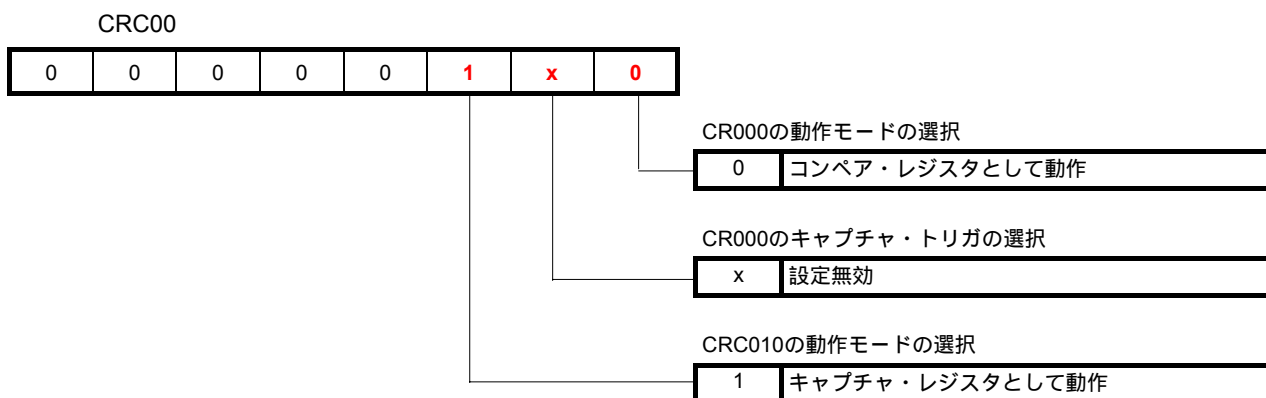 CRC00
0 0 0 0 0 1 x 0
CR000の動作モードの選択
0 コンペア・レジスタとして動作
CR000のキャプチャ・トリガの選択
x 設定無効
CRC010の動作モードの選択
1 キャプチャ・レジスタとして動作